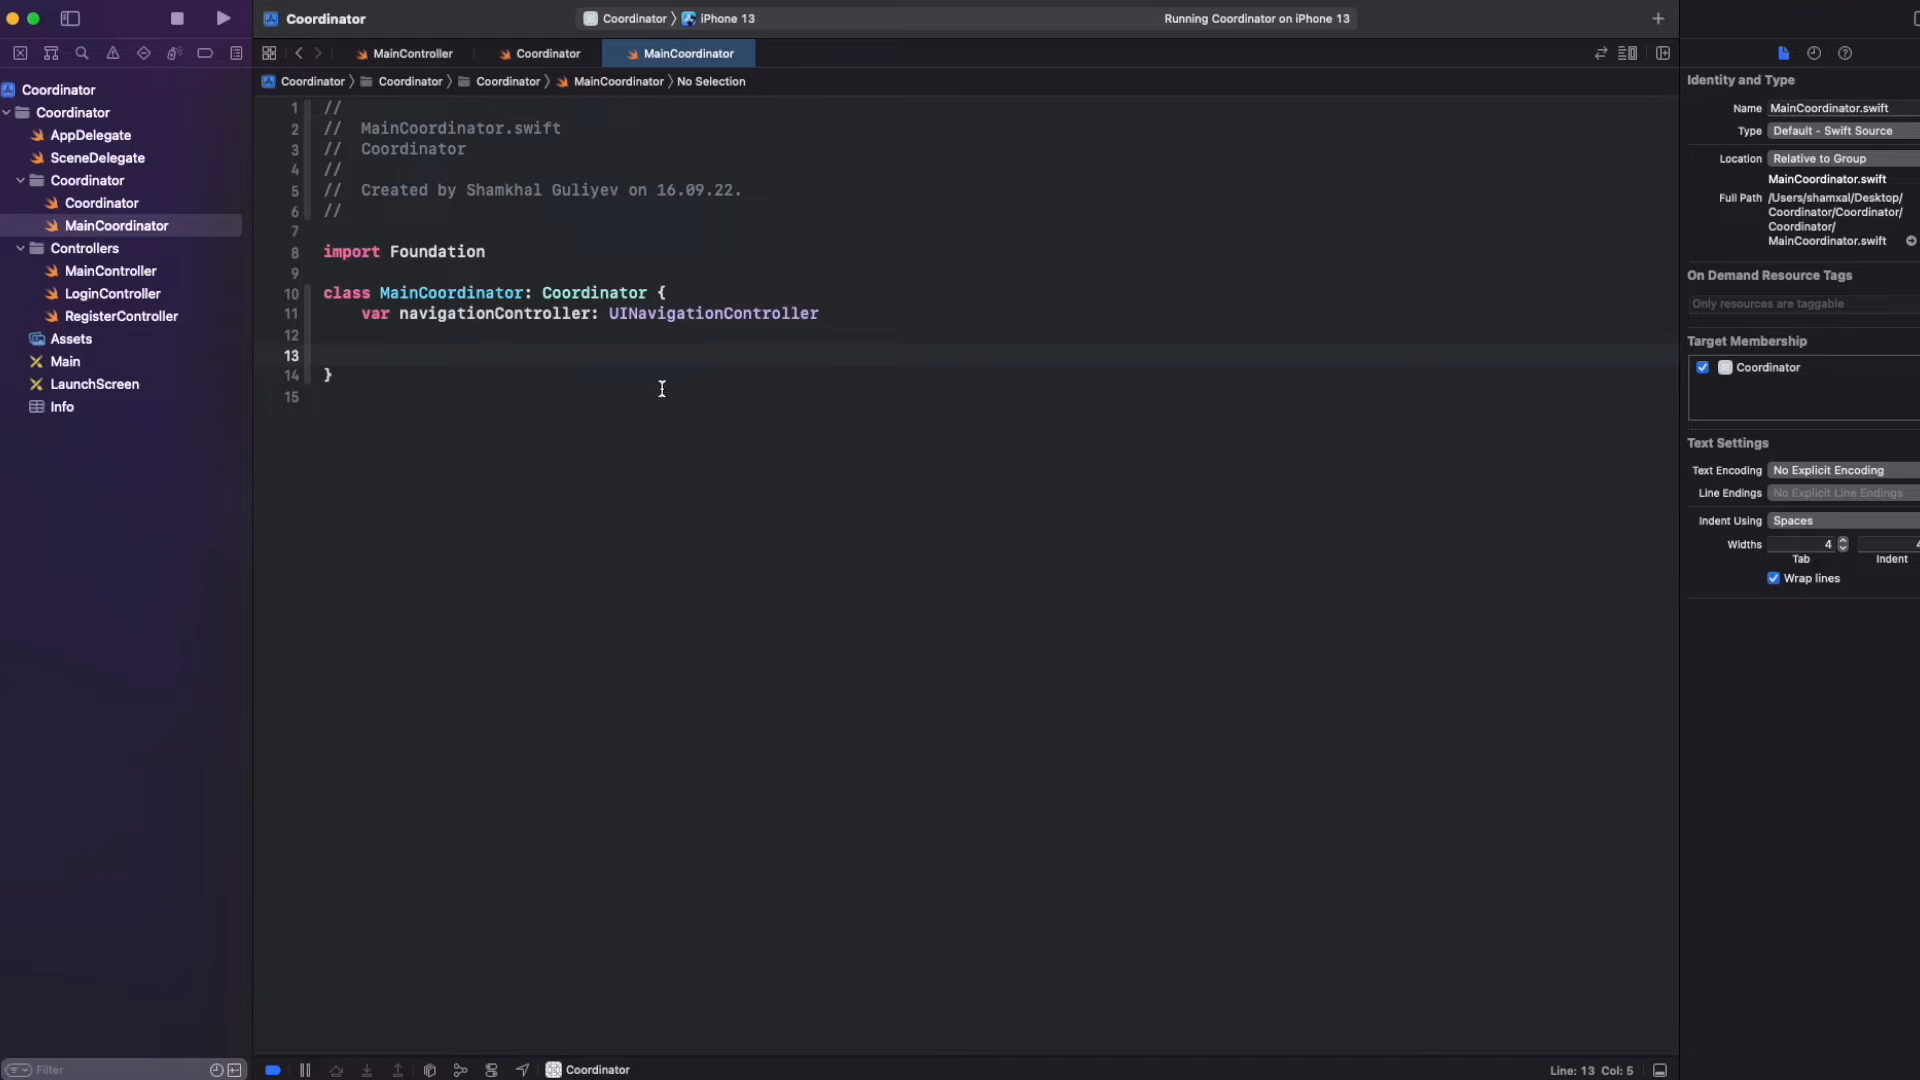 Coordinator
Coordinator 〉 iPhone 13
Running Coordinator on iPhone 13
MainController
Coordinator
MainCoordinator
Coordinator 〉 Coordinator 〉 Coordinator 〉 MainCoordinator 〉 No Selection
Coordinator
Coordinator
AppDelegate
SceneDelegate
Coordinator
Coordinator
MainCoordinator
Controllers
MainController
LoginController
RegisterController
Assets
Main
LaunchScreen
Info
Filter
1 //
2 //  MainCoordinator.swift
3 //  Coordinator
4 //
5 //  Created by Shamkhal Guliyev on 16.09.22.
6 //
7
8 import Foundation
9
10 class MainCoordinator: Coordinator {
11     var navigationController: UINavigationController
12
13
14 }
15
Coordinator
Line: 13 Col: 5
Identity and Type
Name MainCoordinator.swift
Type Default - Swift Source
Location Relative to Group
MainCoordinator.swift
Full Path /Users/shamxal/Desktop/
Coordinator/Coordinator/
Coordinator/
MainCoordinator.swift
On Demand Resource Tags
Only resources are taggable
Target Membership
Coordinator
Text Settings
Text Encoding No Explicit Encoding
Line Endings No Explicit Line Endings
Indent Using Spaces
Widths 4 4
Tab Indent
Wrap lines